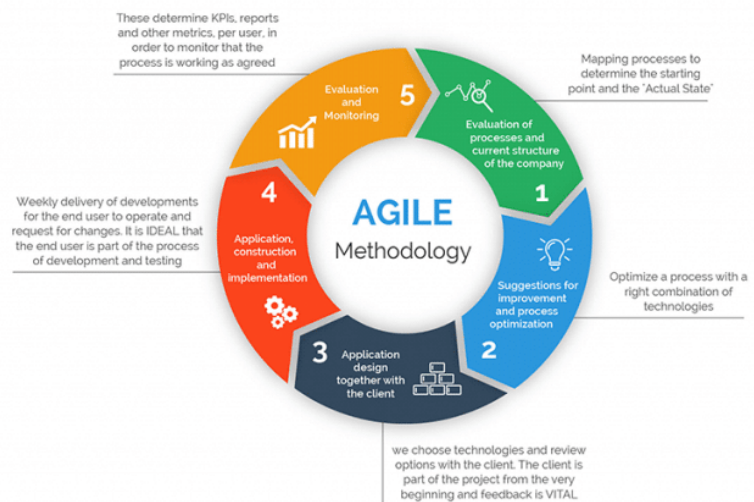 These determine KPIs, reports
and other metrics, per user, in
order to monitor that the
process is working as agreed
Evaluation
and
Monitoring
5
Mapping processes to
determine the starting
point and the "Actual State"
Evaluation of
processes and
current structure
of the company
1
Weekly delivery of developments
for the end user to operate and
request for changes. It is IDEAL that
the end user is part of the process
of development and testing
4
Application,
construction
and
implementation
AGILE
Methodology
Suggestions for
improvement
and process
optimization
2
Optimize a process with a
right combination of
technologies
3
Application
design
together with
the client
we choose technologies and review
options with the client. The client is
part of the project from the very
beginning and feedback is VITAL